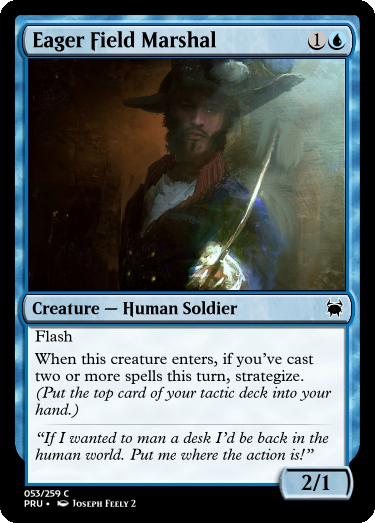 Eager Field Marshal 1
Creature — Human Soldier
Flash
When this creature enters, if you've cast
two or more spells this turn, strategize.
(Put the top card of your tactic deck into your
hand.)
"If I wanted to man a desk I'd be back in the
human world. Put me where the action is!"
2/1
053/259 C
PRU • Joseph Feely 2